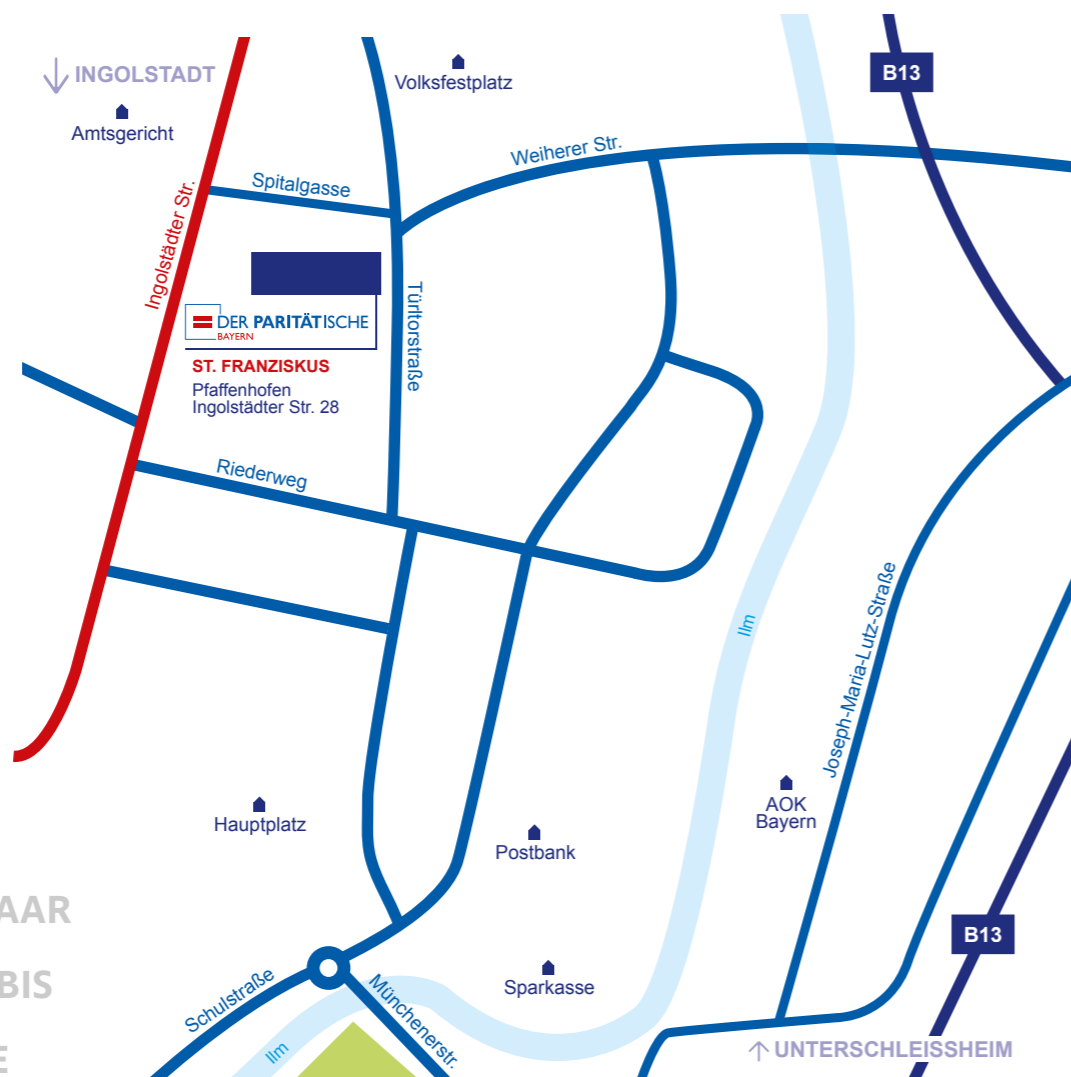 INGOLSTADT
Amtsgericht
Volksfestplatz
B13
Weiherer Str.
Spitalgasse
Ingolstädter Str.
DER PARITÄTISCHE
BAYERN
Türltorstraße
ST. FRANZISKUS
Pfaffenhofen
Ingolstädter Str. 28
Riederweg
Ilm
Joseph-Maria-Lutz-Straße
Hauptplatz
AOK
Bayern
Postbank
AAR
B13
BIS
Sparkasse
Schulstraße
Münchenerstr.
Ilm
E
UNTERSCHLEISSHEIM